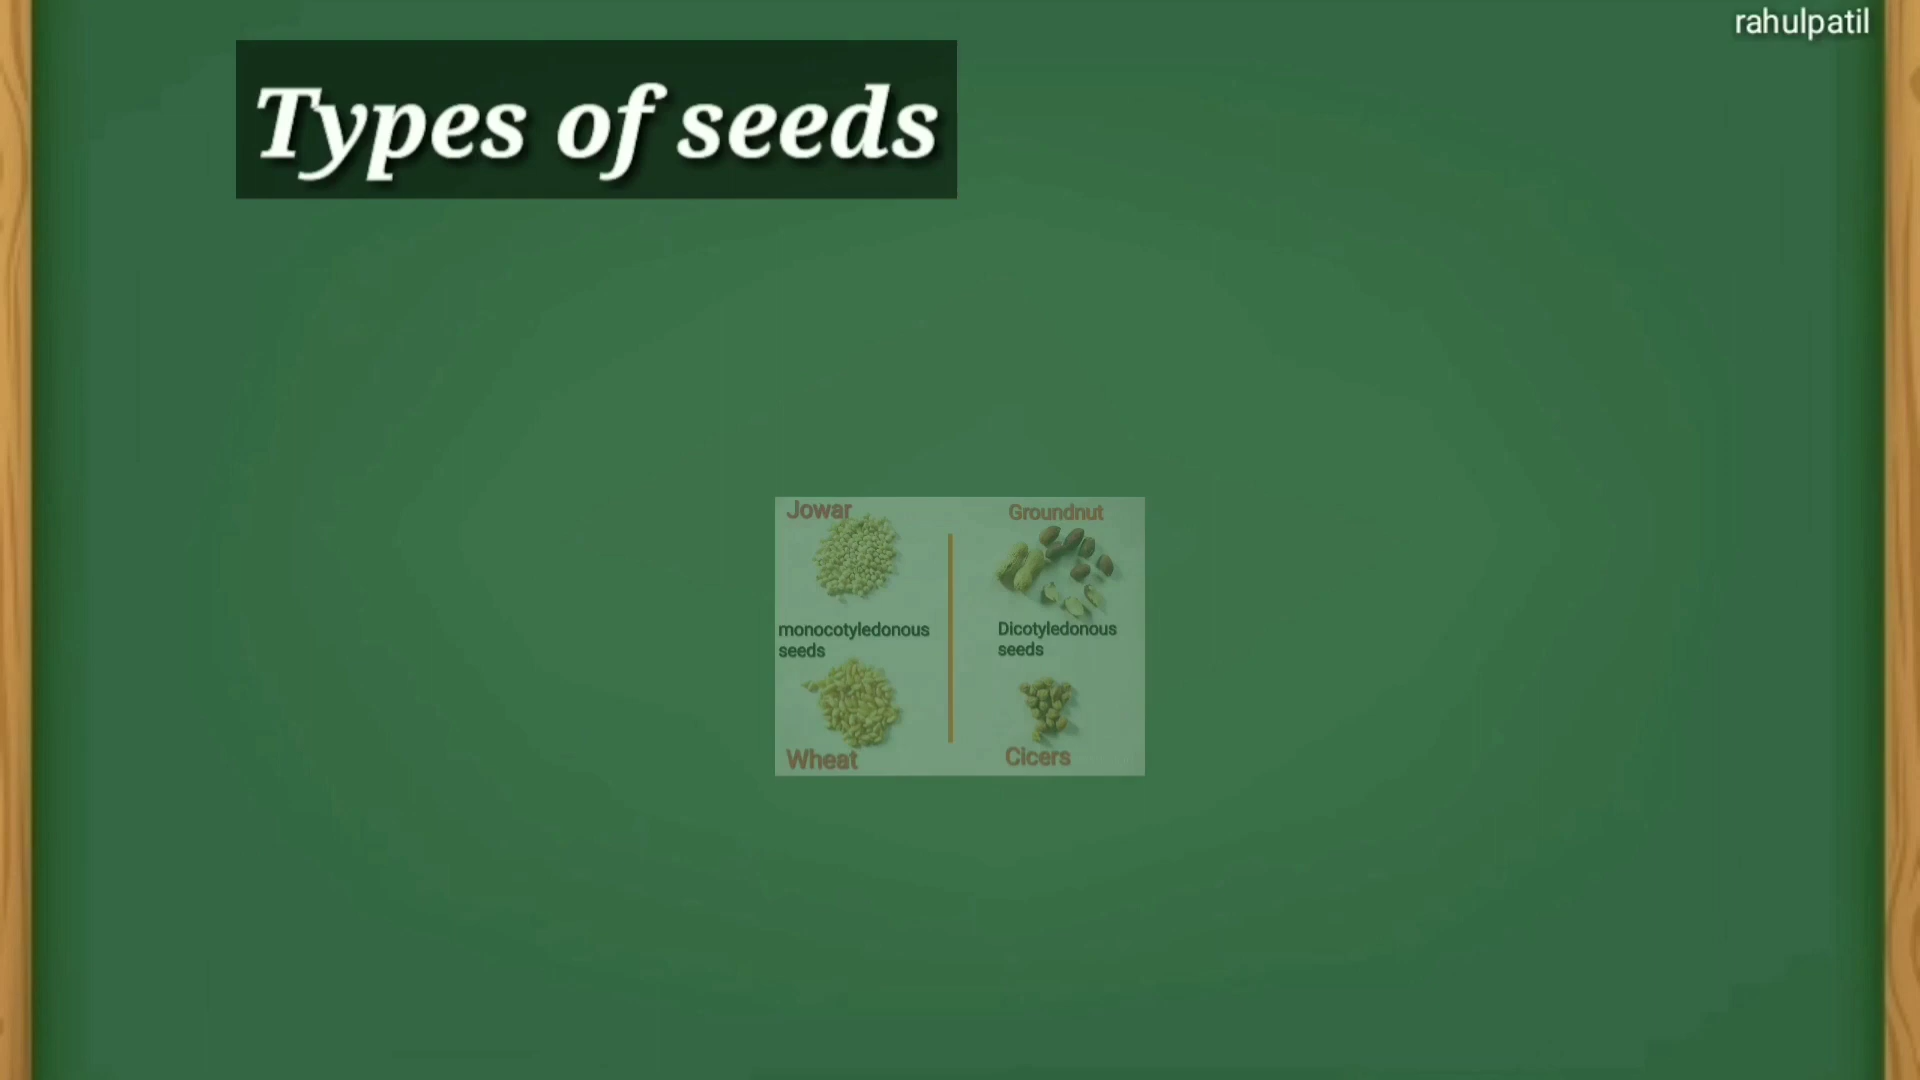 rahulpatil
Types of seeds
Jowar
Groundnut
monocotyledonous
seeds
Dicotyledonous
seeds
Wheat
Cicers